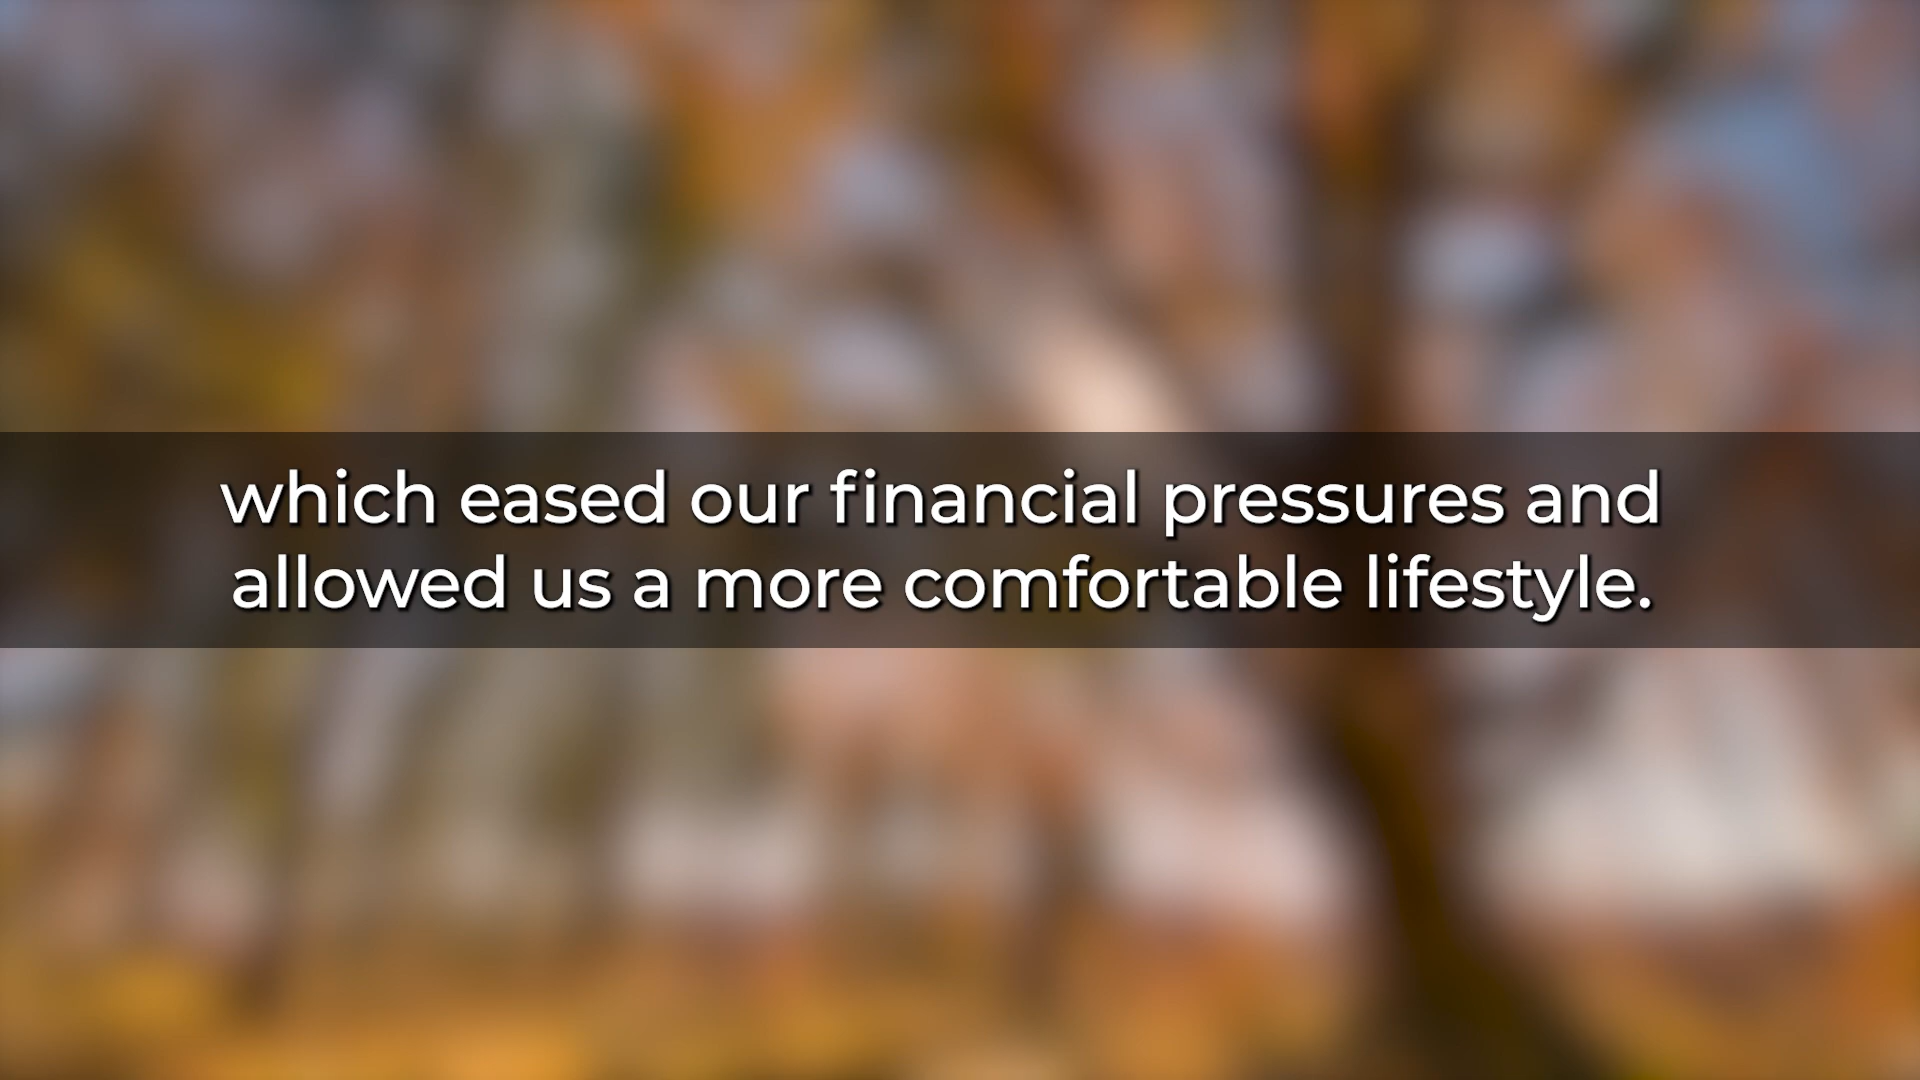 which eased our financial pressures and
allowed us a more comfortable lifestyle.